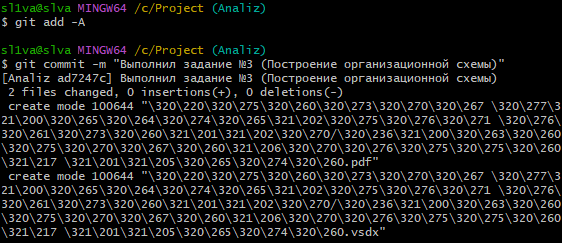 sl1va@slva MINGW64 /c/Project (Analiz)
$ git add -A
sl1va@slva MINGW64 /c/Project (Analiz)
$ git commit -m "Выполнил задание №3 (Построение организационной схемы)"
[Analiz ad7247c] Выполнил задание №3 (Построение организационной схемы)
2 files changed, 0 insertions(+), 0 deletions(-)
create mode 100644 "\320\220\320\275\320\260\320\273\320\270\320\267 \320\277\3
21\200\320\265\320\264\320\274\320\265\321\202\320\275\320\276\320\271 \320\276\
320\261\320\273\320\260\321\201\321\202\320\270/\320\236\321\200\320\263\320\260
\320\275\320\270\320\267\320\260\321\206\320\270\320\276\320\275\320\275\320\260
\321\217 \321\201\321\205\320\265\320\274\320\260.pdf"
create mode 100644 "\320\220\320\275\320\260\320\273\320\270\320\267 \320\277\3
21\200\320\265\320\264\320\274\320\265\321\202\320\275\320\276\320\271 \320\276\
320\261\320\273\320\260\321\201\321\202\320\270/\320\236\321\200\320\263\320\260
\320\275\320\270\320\267\320\260\321\206\320\270\320\276\320\275\320\275\320\260
\321\217 \321\201\321\205\320\265\320\274\320\260.vsdx"